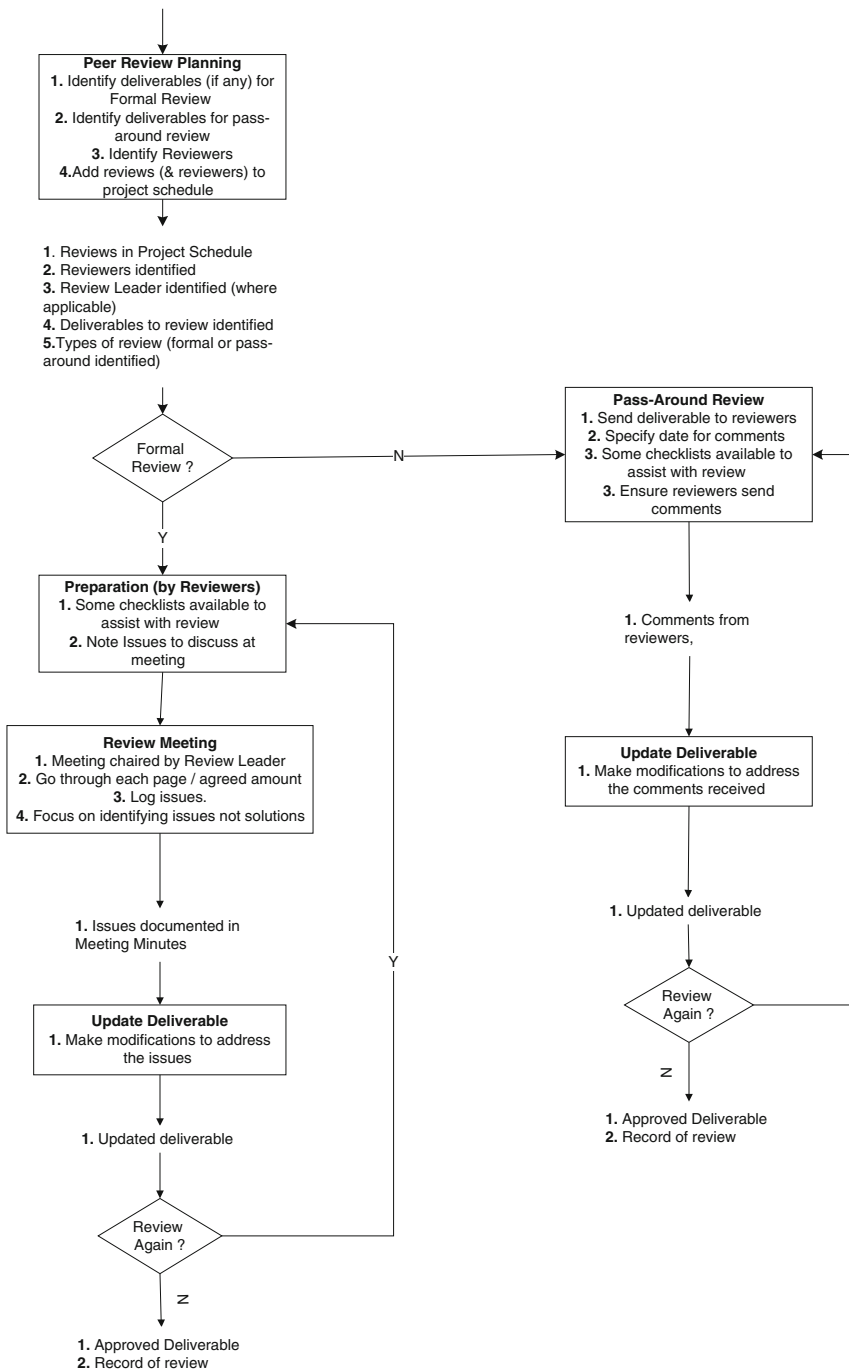 Peer Review Planning
1. Identify deliverables (if any) for
Formal Review
2. Identify deliverables for pass-
around review
3. Identify Reviewers
4.Add reviews (& reviewers) to
project schedule
1. Reviews in Project Schedule
2. Reviewers identified
3. Review Leader identified (where
applicable)
4. Deliverables to review identified
5.Types of review (formal or pass-
around identified)
Formal
Review ?
N
Y
Preparation (by Reviewers)
1. Some checklists available to
assist with review
2. Note Issues to discuss at
meeting
Review Meeting
1. Meeting chaired by Review Leader
2. Go through each page / agreed amount
3. Log issues.
4. Focus on identifying issues not solutions
1. Issues documented in
Meeting Minutes
Y
Update Deliverable
1. Make modifications to address
the issues
1. Updated deliverable
Review
Again ?
N
1. Approved Deliverable
2. Record of review
Pass-Around Review
1. Send deliverable to reviewers
2. Specify date for comments
3. Some checklists available to
assist with review
3. Ensure reviewers send
comments
1. Comments from
reviewers,
Update Deliverable
1. Make modifications to address
the comments received
1. Updated deliverable
Review
Again ?
N
1. Approved Deliverable
2. Record of review